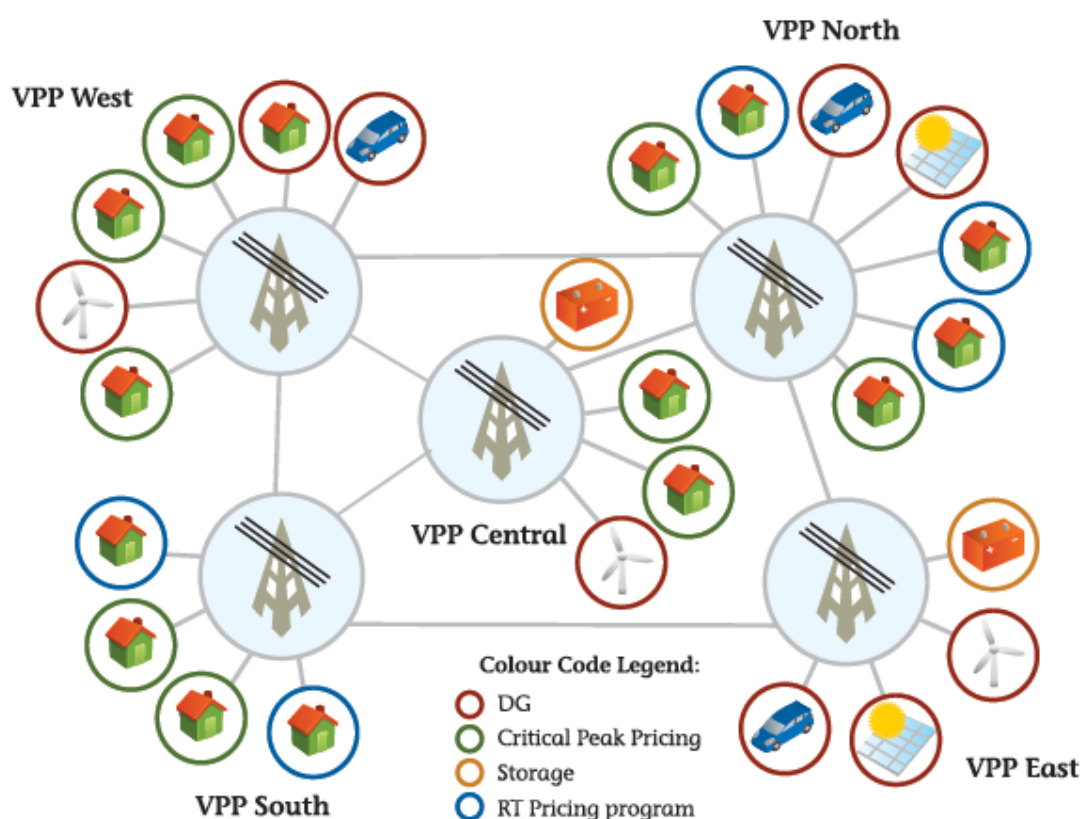 VPP North
VPP West
VPP Central
Colour Code Legend:
DG
Critical Peak Pricing
Storage
RT Pricing program
VPP East
VPP South